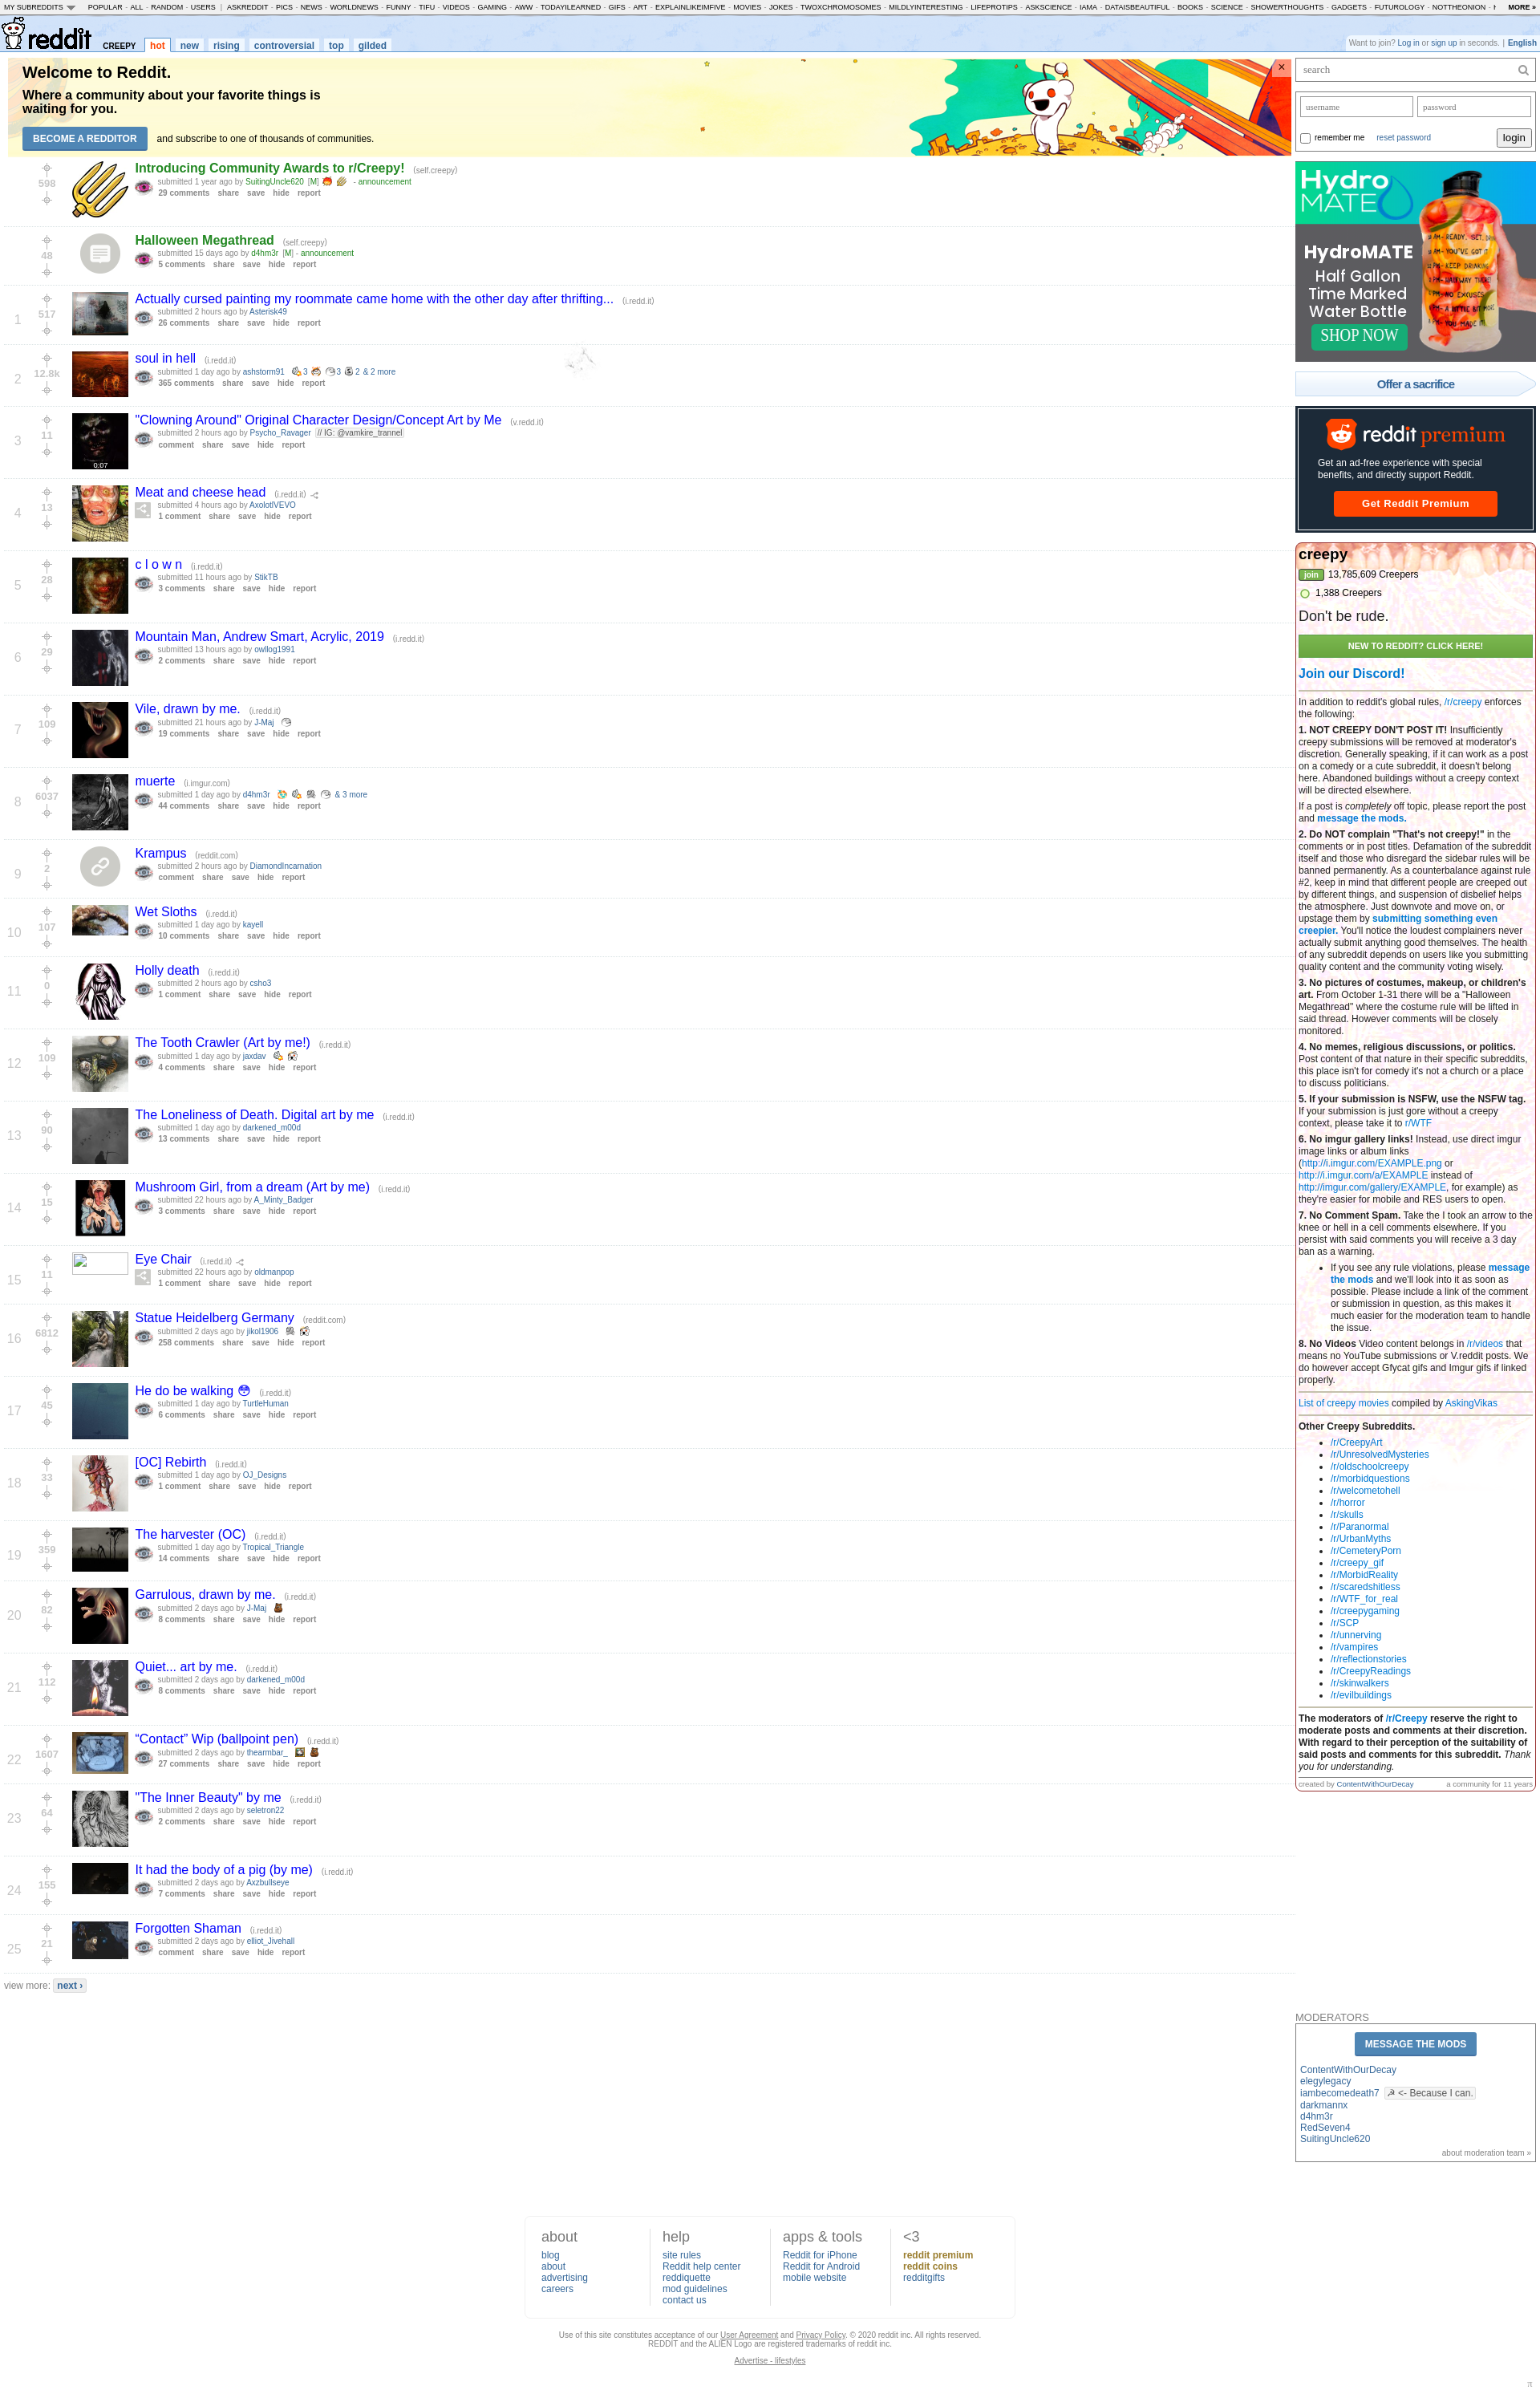 MY SUBREDDITS POPULAR - ALL - RANDOM - USERS | ASKREDDIT - PICS - NEWS - WORLDNEWS - FUNNY - TIFU - VIDEOS - GAMING - AWW - TODAYILEARNED - GIFS - ART - EXPLAINLIKEIMFIVE - MOVIES - JOKES - TWOXCHROMOSOMES - MILDLYINTERESTING - LIFEPROTIPS - ASKSCIENCE - IAMA - DATAISBEAUTIFUL - BOOKS - SCIENCE - SHOWERTHOUGHTS - GADGETS - FUTUROLOGY - NOTTHEONION - MORE »
reddit CREEPY hot new rising controversial top gilded
Want to join? Log in or sign up in seconds. | English
Welcome to Reddit.
Where a community about your favorite things is
waiting for you.
BECOME A REDDITOR and subscribe to one of thousands of communities.
×
598
Introducing Community Awards to r/Creepy! (self.creepy)
submitted 1 year ago by SuitingUncle620 [M] - announcement
29 comments share save hide report
48
Halloween Megathread (self.creepy)
submitted 15 days ago by d4hm3r [M] - announcement
5 comments share save hide report
1 517
Actually cursed painting my roommate came home with the other day after thrifting... (i.redd.it)
submitted 2 hours ago by Asterisk49
26 comments share save hide report
2 12.8k
soul in hell (i.redd.it)
submitted 1 day ago by ashstorm91 3 3 2 & 2 more
365 comments share save hide report
3 11
0:07
"Clowning Around" Original Character Design/Concept Art by Me (v.redd.it)
submitted 2 hours ago by Psycho_Ravager // IG: @vamkire_trannel
comment share save hide report
4 13
Meat and cheese head (i.redd.it)
submitted 4 hours ago by AxolotlVEVO
1 comment share save hide report
5 28
c l o w n (i.redd.it)
submitted 11 hours ago by StikTB
3 comments share save hide report
6 29
Mountain Man, Andrew Smart, Acrylic, 2019 (i.redd.it)
submitted 13 hours ago by owllog1991
2 comments share save hide report
7 109
Vile, drawn by me. (i.redd.it)
submitted 21 hours ago by J-Maj
19 comments share save hide report
8 6037
muerte (i.imgur.com)
submitted 1 day ago by d4hm3r & 3 more
44 comments share save hide report
9 2
Krampus (reddit.com)
submitted 2 hours ago by DiamondIncarnation
comment share save hide report
10 107
Wet Sloths (i.redd.it)
submitted 1 day ago by kayell
10 comments share save hide report
11 0
Holly death (i.redd.it)
submitted 2 hours ago by csho3
1 comment share save hide report
12 109
The Tooth Crawler (Art by me!) (i.redd.it)
submitted 1 day ago by jaxdav
4 comments share save hide report
13 90
The Loneliness of Death. Digital art by me (i.redd.it)
submitted 1 day ago by darkened_m00d
13 comments share save hide report
14 15
Mushroom Girl, from a dream (Art by me) (i.redd.it)
submitted 22 hours ago by A_Minty_Badger
3 comments share save hide report
15 11
Eye Chair (i.redd.it)
submitted 22 hours ago by oldmanpop
1 comment share save hide report
16 6812
Statue Heidelberg Germany (reddit.com)
submitted 2 days ago by jikol1906
258 comments share save hide report
17 45
He do be walking 😳 (i.redd.it)
submitted 1 day ago by TurtleHuman
6 comments share save hide report
18 33
[OC] Rebirth (i.redd.it)
submitted 1 day ago by OJ_Designs
1 comment share save hide report
19 359
The harvester (OC) (i.redd.it)
submitted 1 day ago by Tropical_Triangle
14 comments share save hide report
20 82
Garrulous, drawn by me. (i.redd.it)
submitted 2 days ago by J-Maj
8 comments share save hide report
21 112
Quiet... art by me. (i.redd.it)
submitted 2 days ago by darkened_m00d
8 comments share save hide report
22 1607
“Contact” Wip (ballpoint pen) (i.redd.it)
submitted 2 days ago by thearmbar_
27 comments share save hide report
23 64
"The Inner Beauty" by me (i.redd.it)
submitted 2 days ago by seletron22
2 comments share save hide report
24 155
It had the body of a pig (by me) (i.redd.it)
submitted 2 days ago by Axzbullseye
7 comments share save hide report
25 21
Forgotten Shaman (i.redd.it)
submitted 2 days ago by elliot_Jivehall
comment share save hide report
view more: next ›
search
username password
remember me reset password login
Hydro
MATE
HydroMATE
Half Gallon
Time Marked
Water Bottle
SHOP NOW
Offer a sacrifice
reddit premium
Get an ad-free experience with special
benefits, and directly support Reddit.
Get Reddit Premium
creepy
join 13,785,609 Creepers
1,388 Creepers
Don't be rude.
NEW TO REDDIT? CLICK HERE!
Join our Discord!
In addition to reddit's global rules, /r/creepy enforces
the following:
1. NOT CREEPY DON'T POST IT! Insufficiently
creepy submissions will be removed at moderator's
discretion. Generally speaking, if it can work as a post
on a comedy or a cute subreddit, it doesn't belong
here. Abandoned buildings without a creepy context
will be directed elsewhere.
If a post is completely off topic, please report the post
and message the mods.
2. Do NOT complain "That's not creepy!" in the
comments or in post titles. Defamation of the subreddit
itself and those who disregard the sidebar rules will be
banned permanently. As a counterbalance against rule
#2, keep in mind that different people are creeped out
by different things, and suspension of disbelief helps
the atmosphere. Just downvote and move on, or
upstage them by submitting something even
creepier. You'll notice the loudest complainers never
actually submit anything good themselves. The health
of any subreddit depends on users like you submitting
quality content and the community voting wisely.
3. No pictures of costumes, makeup, or children's
art. From October 1-31 there will be a "Halloween
Megathread" where the costume rule will be lifted in
said thread. However comments will be closely
monitored.
4. No memes, religious discussions, or politics.
Post content of that nature in their specific subreddits,
this place isn't for comedy it's not a church or a place
to discuss politicians.
5. If your submission is NSFW, use the NSFW tag.
If your submission is just gore without a creepy
context, please take it to r/WTF
6. No imgur gallery links! Instead, use direct imgur
image links or album links
(http://i.imgur.com/EXAMPLE.png or
http://i.imgur.com/a/EXAMPLE instead of
http://imgur.com/gallery/EXAMPLE, for example) as
they're easier for mobile and RES users to open.
7. No Comment Spam. Take the I took an arrow to the
knee or hell in a cell comments elsewhere. If you
persist with said comments you will receive a 3 day
ban as a warning.
If you see any rule violations, please message
the mods and we'll look into it as soon as
possible. Please include a link of the comment
or submission in question, as this makes it
much easier for the moderation team to handle
the issue.
8. No Videos Video content belongs in /r/videos that
means no YouTube submissions or V.reddit posts. We
do however accept Gfycat gifs and Imgur gifs if linked
properly.
List of creepy movies compiled by AskingVikas
Other Creepy Subreddits.
/r/CreepyArt
/r/UnresolvedMysteries
/r/oldschoolcreepy
/r/morbidquestions
/r/welcometohell
/r/horror
/r/skulls
/r/Paranormal
/r/UrbanMyths
/r/CemeteryPorn
/r/creepy_gif
/r/MorbidReality
/r/scaredshitless
/r/WTF_for_real
/r/creepygaming
/r/SCP
/r/unnerving
/r/vampires
/r/reflectionstories
/r/CreepyReadings
/r/skinwalkers
/r/evilbuildings
The moderators of /r/Creepy reserve the right to
moderate posts and comments at their discretion.
With regard to their perception of the suitability of
said posts and comments for this subreddit. Thank
you for understanding.
created by ContentWithOurDecay a community for 11 years
MODERATORS
MESSAGE THE MODS
ContentWithOurDecay
elegylegacy
iambecomedeath7 ☭ <- Because I can.
darkmannx
d4hm3r
RedSeven4
SuitingUncle620
about moderation team »
about
blog
about
advertising
careers
help
site rules
Reddit help center
reddiquette
mod guidelines
contact us
apps & tools
Reddit for iPhone
Reddit for Android
mobile website
<3
reddit premium
reddit coins
redditgifts
Use of this site constitutes acceptance of our User Agreement and Privacy Policy. © 2020 reddit inc. All rights reserved.
REDDIT and the ALIEN Logo are registered trademarks of reddit inc.
Advertise - lifestyles
π